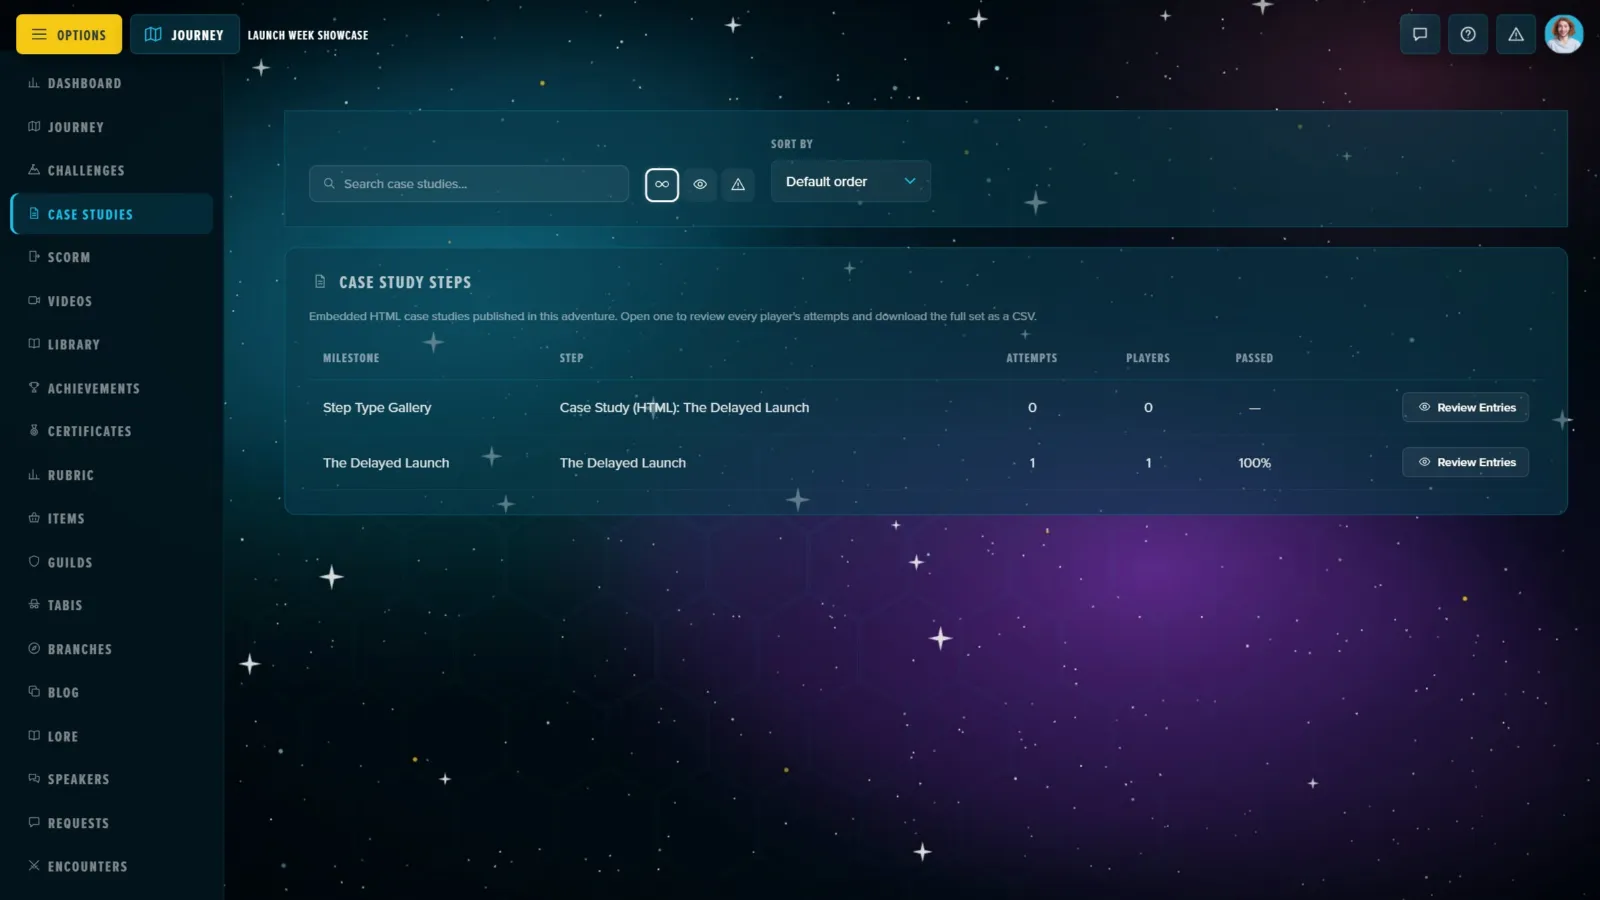 OPTIONS
JOURNEY
LAUNCH WEEK SHOWCASE
DASHBOARD
JOURNEY
CHALLENGES
CASE STUDIES
SCORM
VIDEOS
LIBRARY
ACHIEVEMENTS
CERTIFICATES
RUBRIC
ITEMS
GUILDS
TABIS
BRANCHES
BLOG
LORE
SPEAKERS
REQUESTS
ENCOUNTERS
SORT BY
Search case studies...
Default order
CASE STUDY STEPS
Embedded HTML case studies published in this adventure. Open one to review every player's attempts and download the full set as a CSV.
MILESTONE STEP ATTEMPTS PLAYERS PASSED
Step Type Gallery Case Study (HTML): The Delayed Launch 0 0 — Review Entries
The Delayed Launch The Delayed Launch 1 1 100% Review Entries